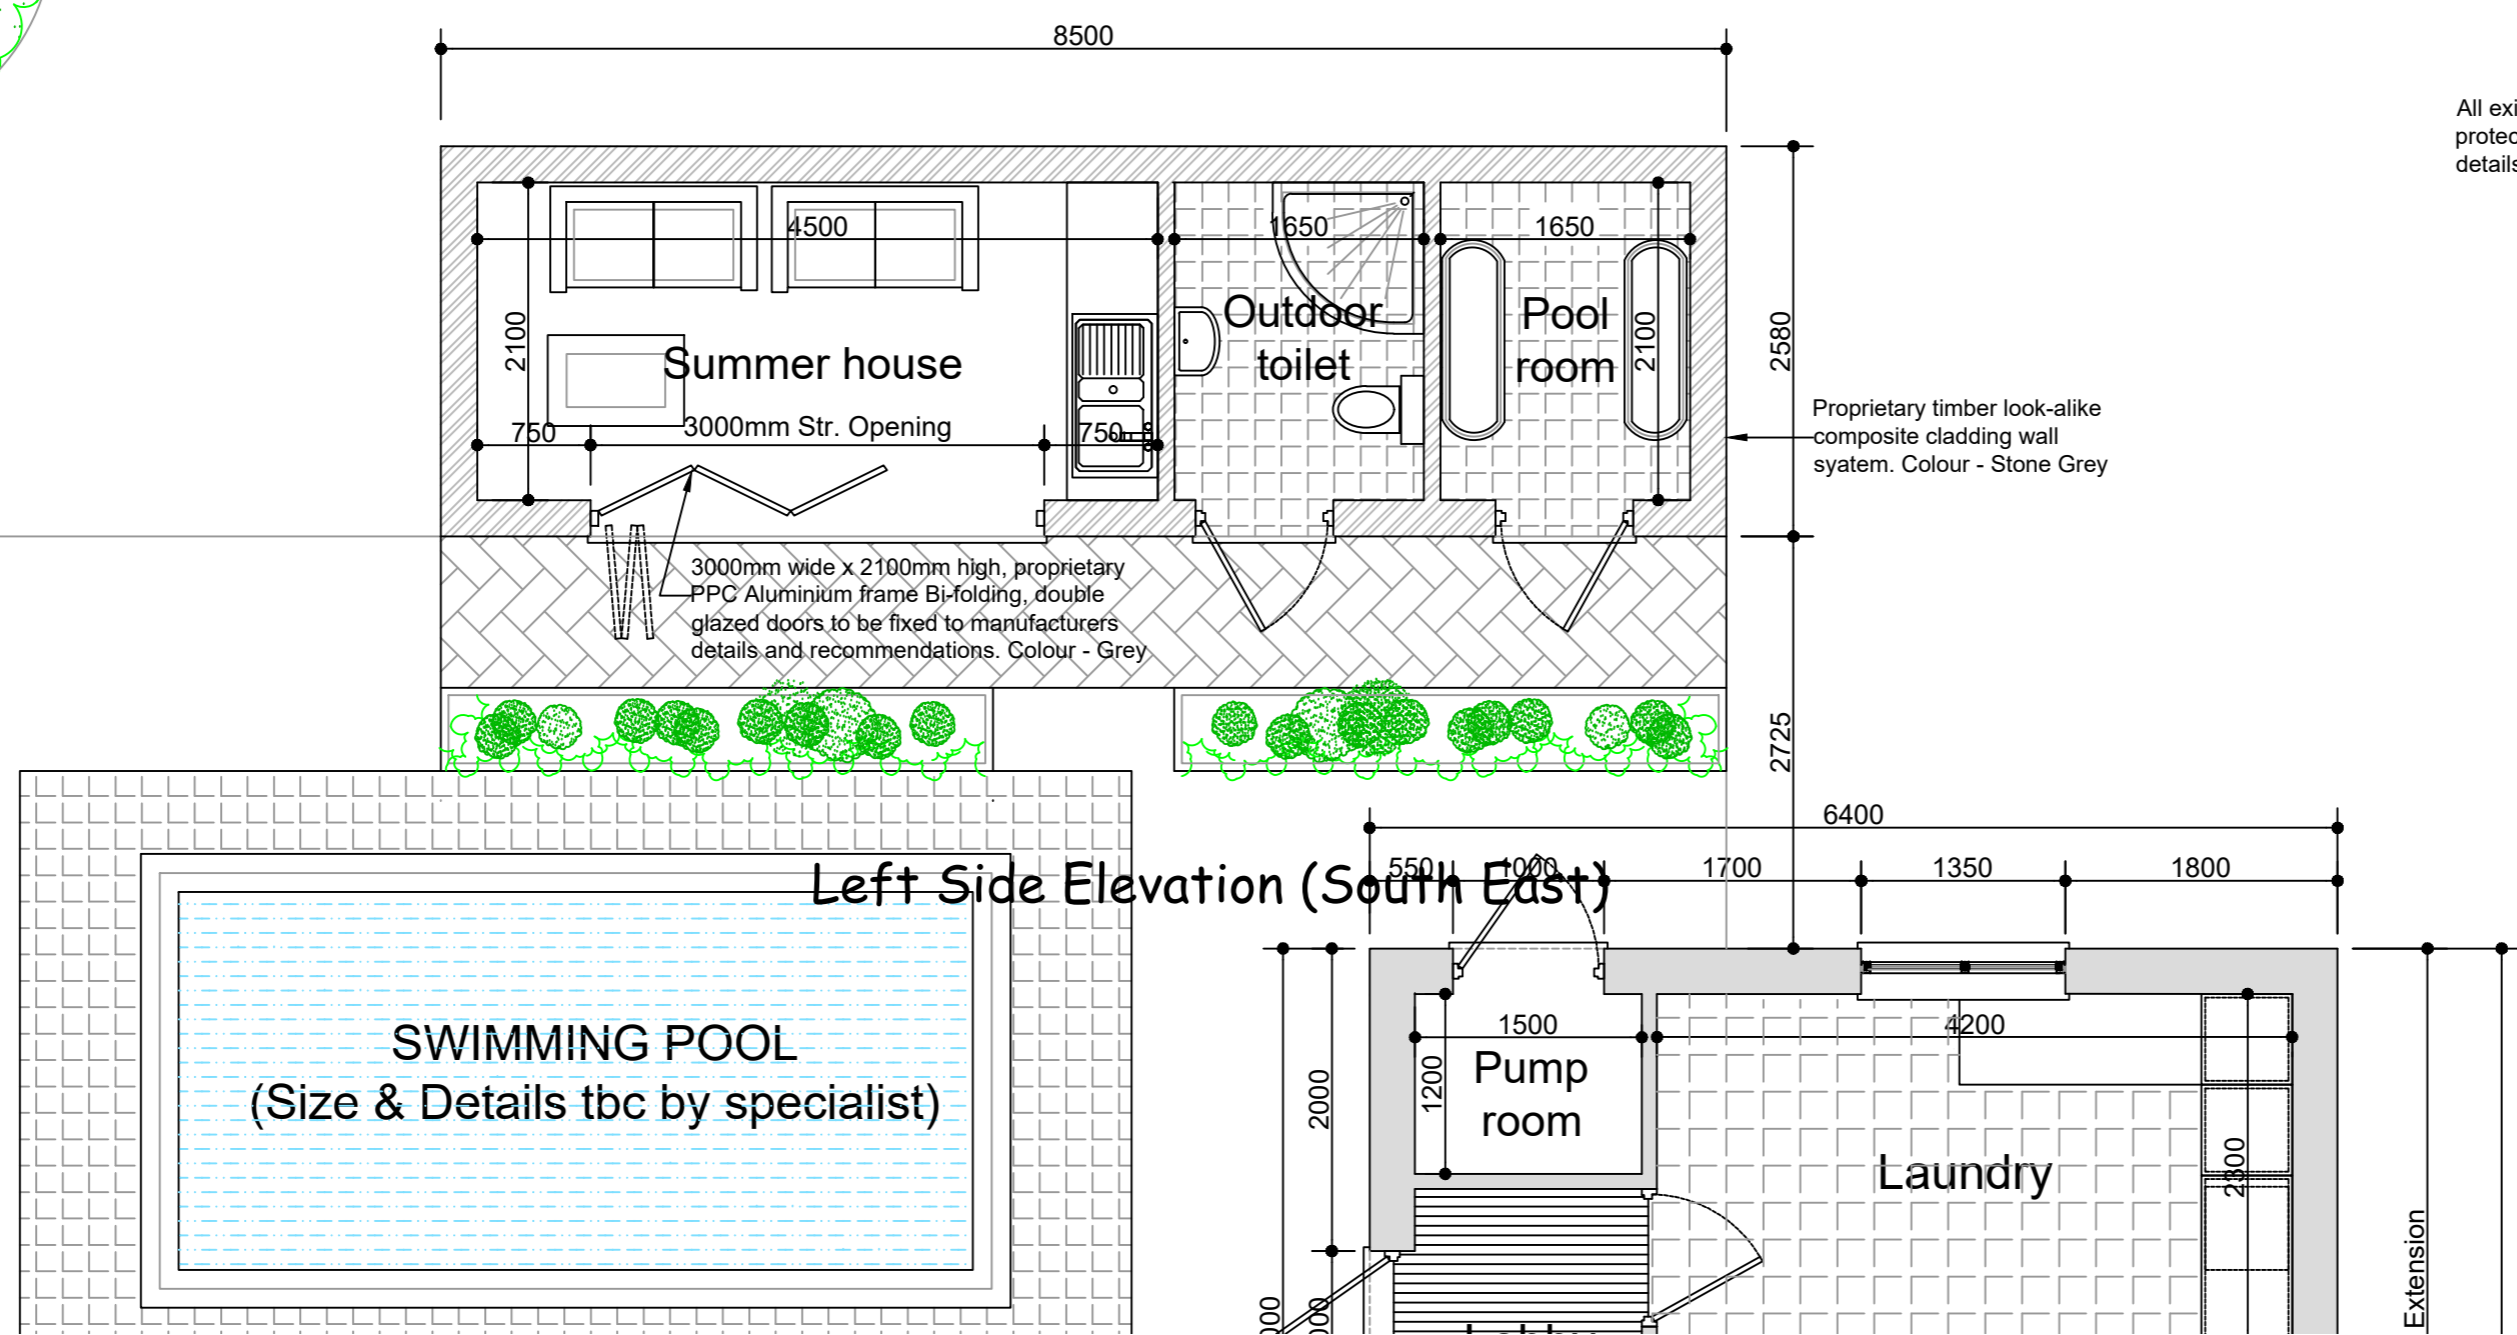 8500
All exi
protec
details
4500
1650
1650
2100
Summer house
Outdoor
toilet
Pool
room
2100
2580
750
3000mm Str. Opening
750
Proprietary timber look-alike
composite cladding wall
syatem. Colour - Stone Grey
3000mm wide x 2100mm high, proprietary
PPC Aluminium frame Bi-folding, double
glazed doors to be fixed to manufacturers
details and recommendations. Colour - Grey
2725
6400
550
1000
1700
1350
1800
Left Side Elevation (South East)
SWIMMING POOL
(Size & Details tbc by specialist)
2000
1500
1200
Pump
room
4200
Laundry
2300
Extension
000
000